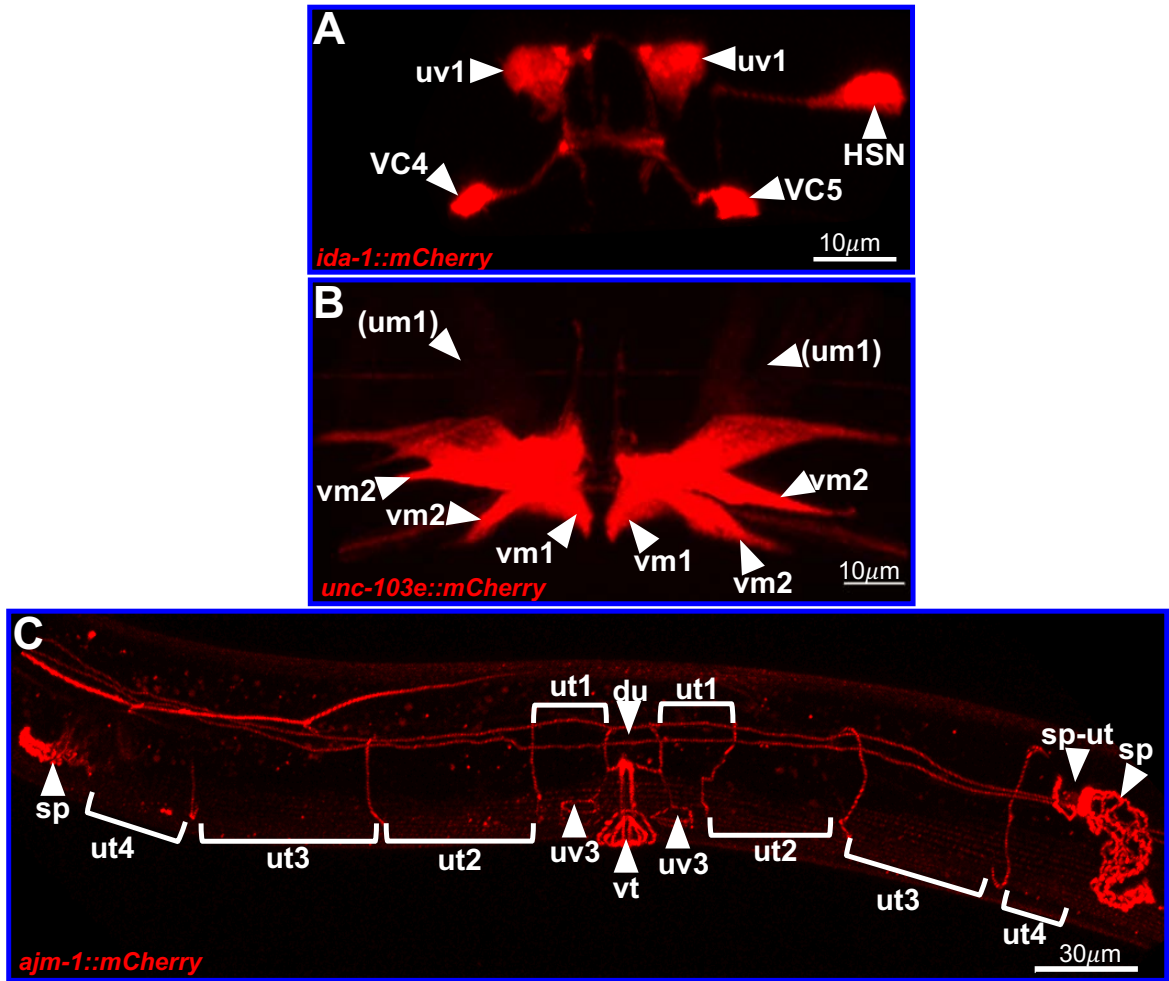 A
uv1
uv1
HSN
VC4
VC5
10μm
ida-1::mCherry
B
(um1)
(um1)
vm2
vm2
vm2
vm1
vm1
vm2
10μm
unc-103e::mCherry
C
ut1
du
ut1
sp-ut
sp
sp
ut4
ut3
ut2
uv3
vt
uv3
ut2
ut3
ut4
30μm
ajm-1::mCherry